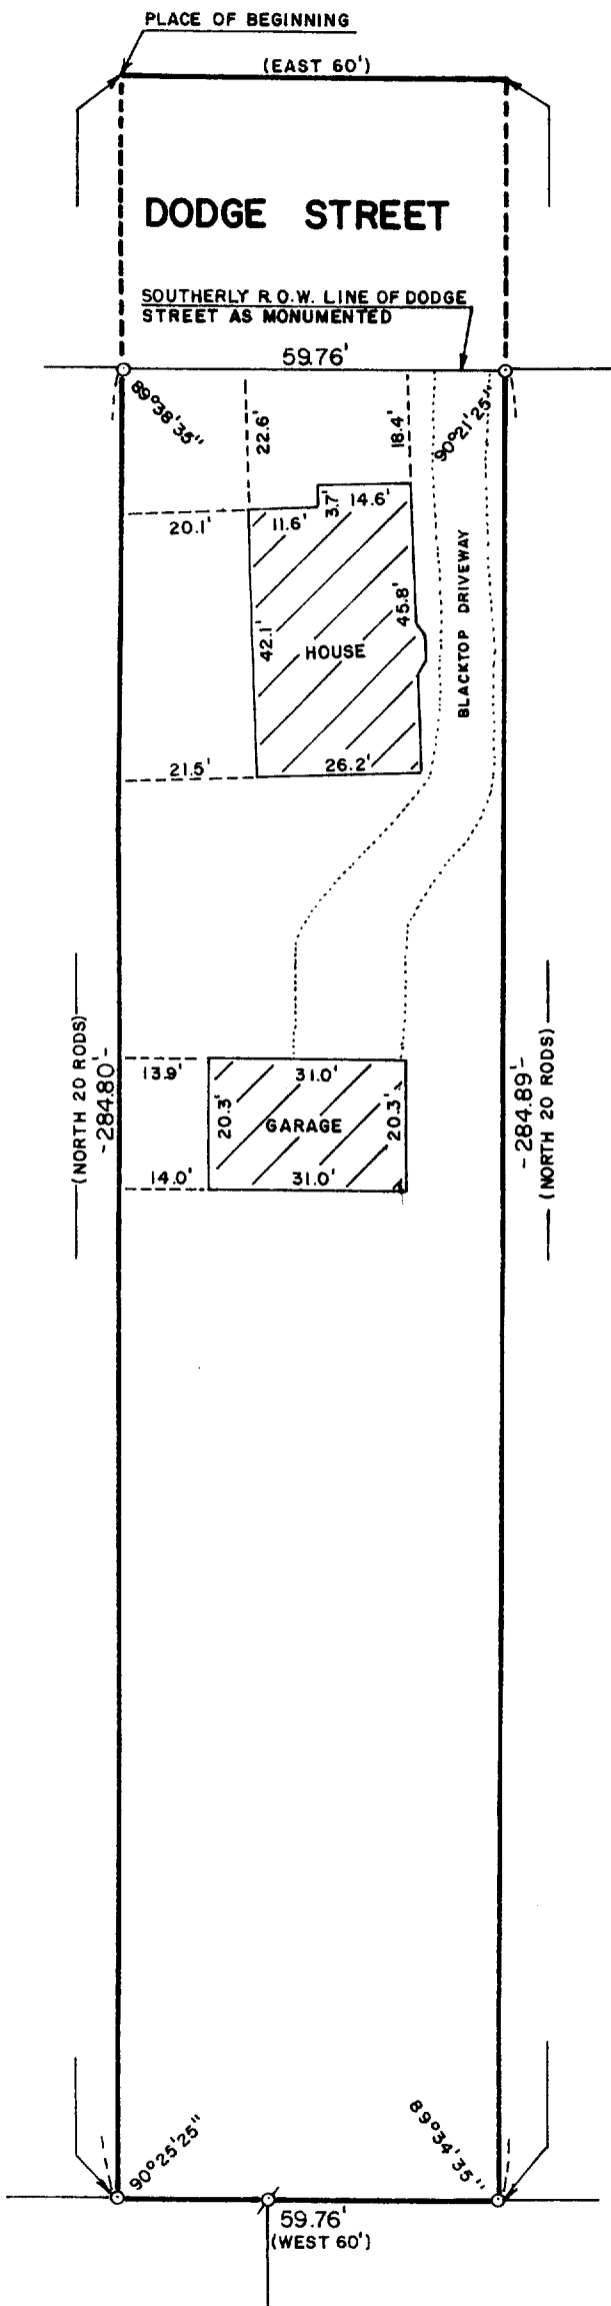 PLACE OF BEGINNING
(EAST 60')
DODGE STREET
SOUTHERLY R.O.W. LINE OF DODGE
STREET AS MONUMENTED
59.76'
89°38'35"
22.6'
18.4'
90°21'25"
20.1'
11.6'
3.7'
14.6'
42.1'
HOUSE
45.8'
BLACKTOP DRIVEWAY
21.5'
26.2'
(NORTH 20 RODS)
-284.80'-
13.9'
31.0'
20.3'
GARAGE
20.3'
14.0'
31.0'
-284.89'-
(NORTH 20 RODS)
90°25'25"
89°34'35"
59.76'
(WEST 60')